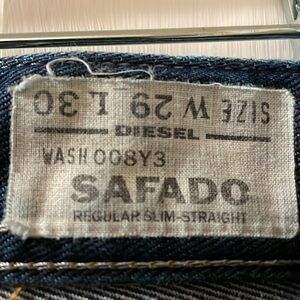 SIZE W 29 L 30
DIESEL
WASH 008Y3
SAFADO
REGULAR SLIM-STRAIGHT